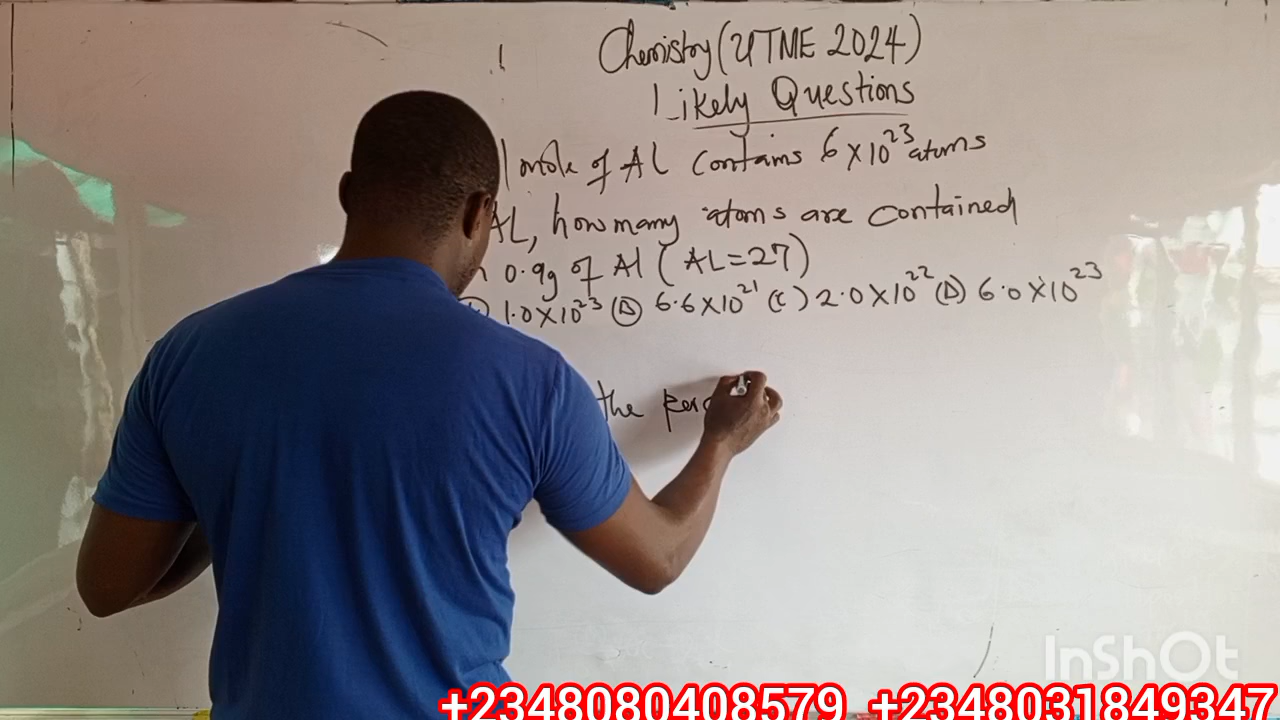 Chemistry (UTME 2024)
Likely Questions
1 mole of AL contains 6 X 10^23 atoms
AL, how many atoms are contained
0.9g of Al (AL=27)
1.0X10^23 (B) 6.6X10^21 (C) 2.0X10^22 (D) 6.0X10^23
the perc
InShOt
+2348080408579 +2348031849347